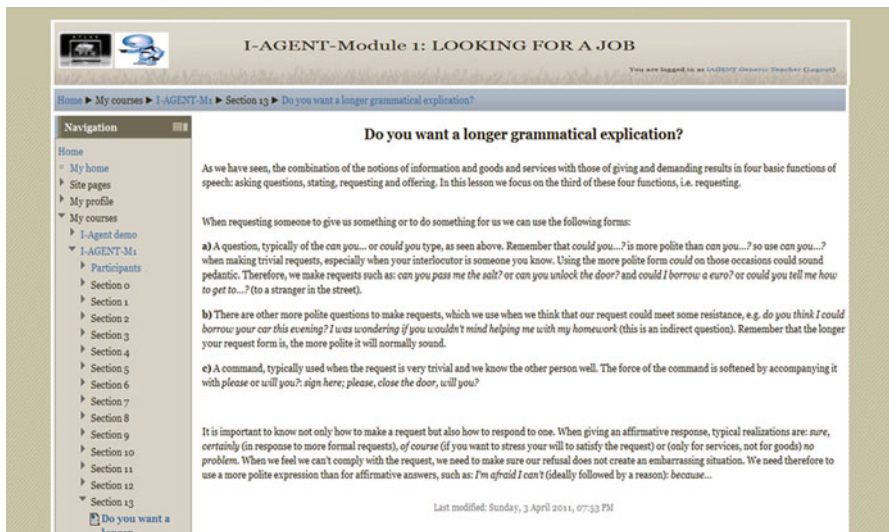 I-AGENT-Module 1: LOOKING FOR A JOB
You are logged in as IAGENT Generic Teacher (Logout)
Home ► My courses ► I-AGENT-M1 ► Section 13 ► Do you want a longer grammatical explication?
Navigation
Home
My home
Site pages
My profile
My courses
I-Agent demo
I-AGENT-M1
Participants
Section 0
Section 1
Section 2
Section 3
Section 4
Section 5
Section 6
Section 7
Section 8
Section 9
Section 10
Section 11
Section 12
Section 13
Do you want a
Do you want a longer grammatical explication?
As we have seen, the combination of the notions of information and goods and services with those of giving and demanding results in four basic functions of
speech: asking questions, stating, requesting and offering. In this lesson we focus on the third of these four functions, i.e. requesting.
When requesting someone to give us something or to do something for us we can use the following forms:
a) A question, typically of the can you... or could you type, as seen above. Remember that could you...? is more polite than can you...? so use can you...?
when making trivial requests, especially when your interlocutor is someone you know. Using the more polite form could on those occasions could sound
pedantic. Therefore, we make requests such as: can you pass me the salt? or can you unlock the door? and could I borrow a euro? or could you tell me how
to get to...? (to a stranger in the street).
b) There are other more polite questions to make requests, which we use when we think that our request could meet some resistance, e.g. do you think I could
borrow your car this evening? I was wondering if you wouldn't mind helping me with my homework (this is an indirect question). Remember that the longer
your request form is, the more polite it will normally sound.
c) A command, typically used when the request is very trivial and we know the other person well. The force of the command is softened by accompanying it
with please or will you?: sign here; please, close the door, will you?
It is important to know not only how to make a request but also how to respond to one. When giving an affirmative response, typical realizations are: sure,
certainly (in response to more formal requests), of course (if you want to stress your will to satisfy the request) or (only for services, not for goods) no
problem. When we feel we can't comply with the request, we need to make sure our refusal does not create an embarrassing situation. We need therefore to
use a more polite expression than for affirmative answers, such as: I'm afraid I can't (ideally followed by a reason): because...
Last modified: Sunday, 3 April 2011, 07:53 PM